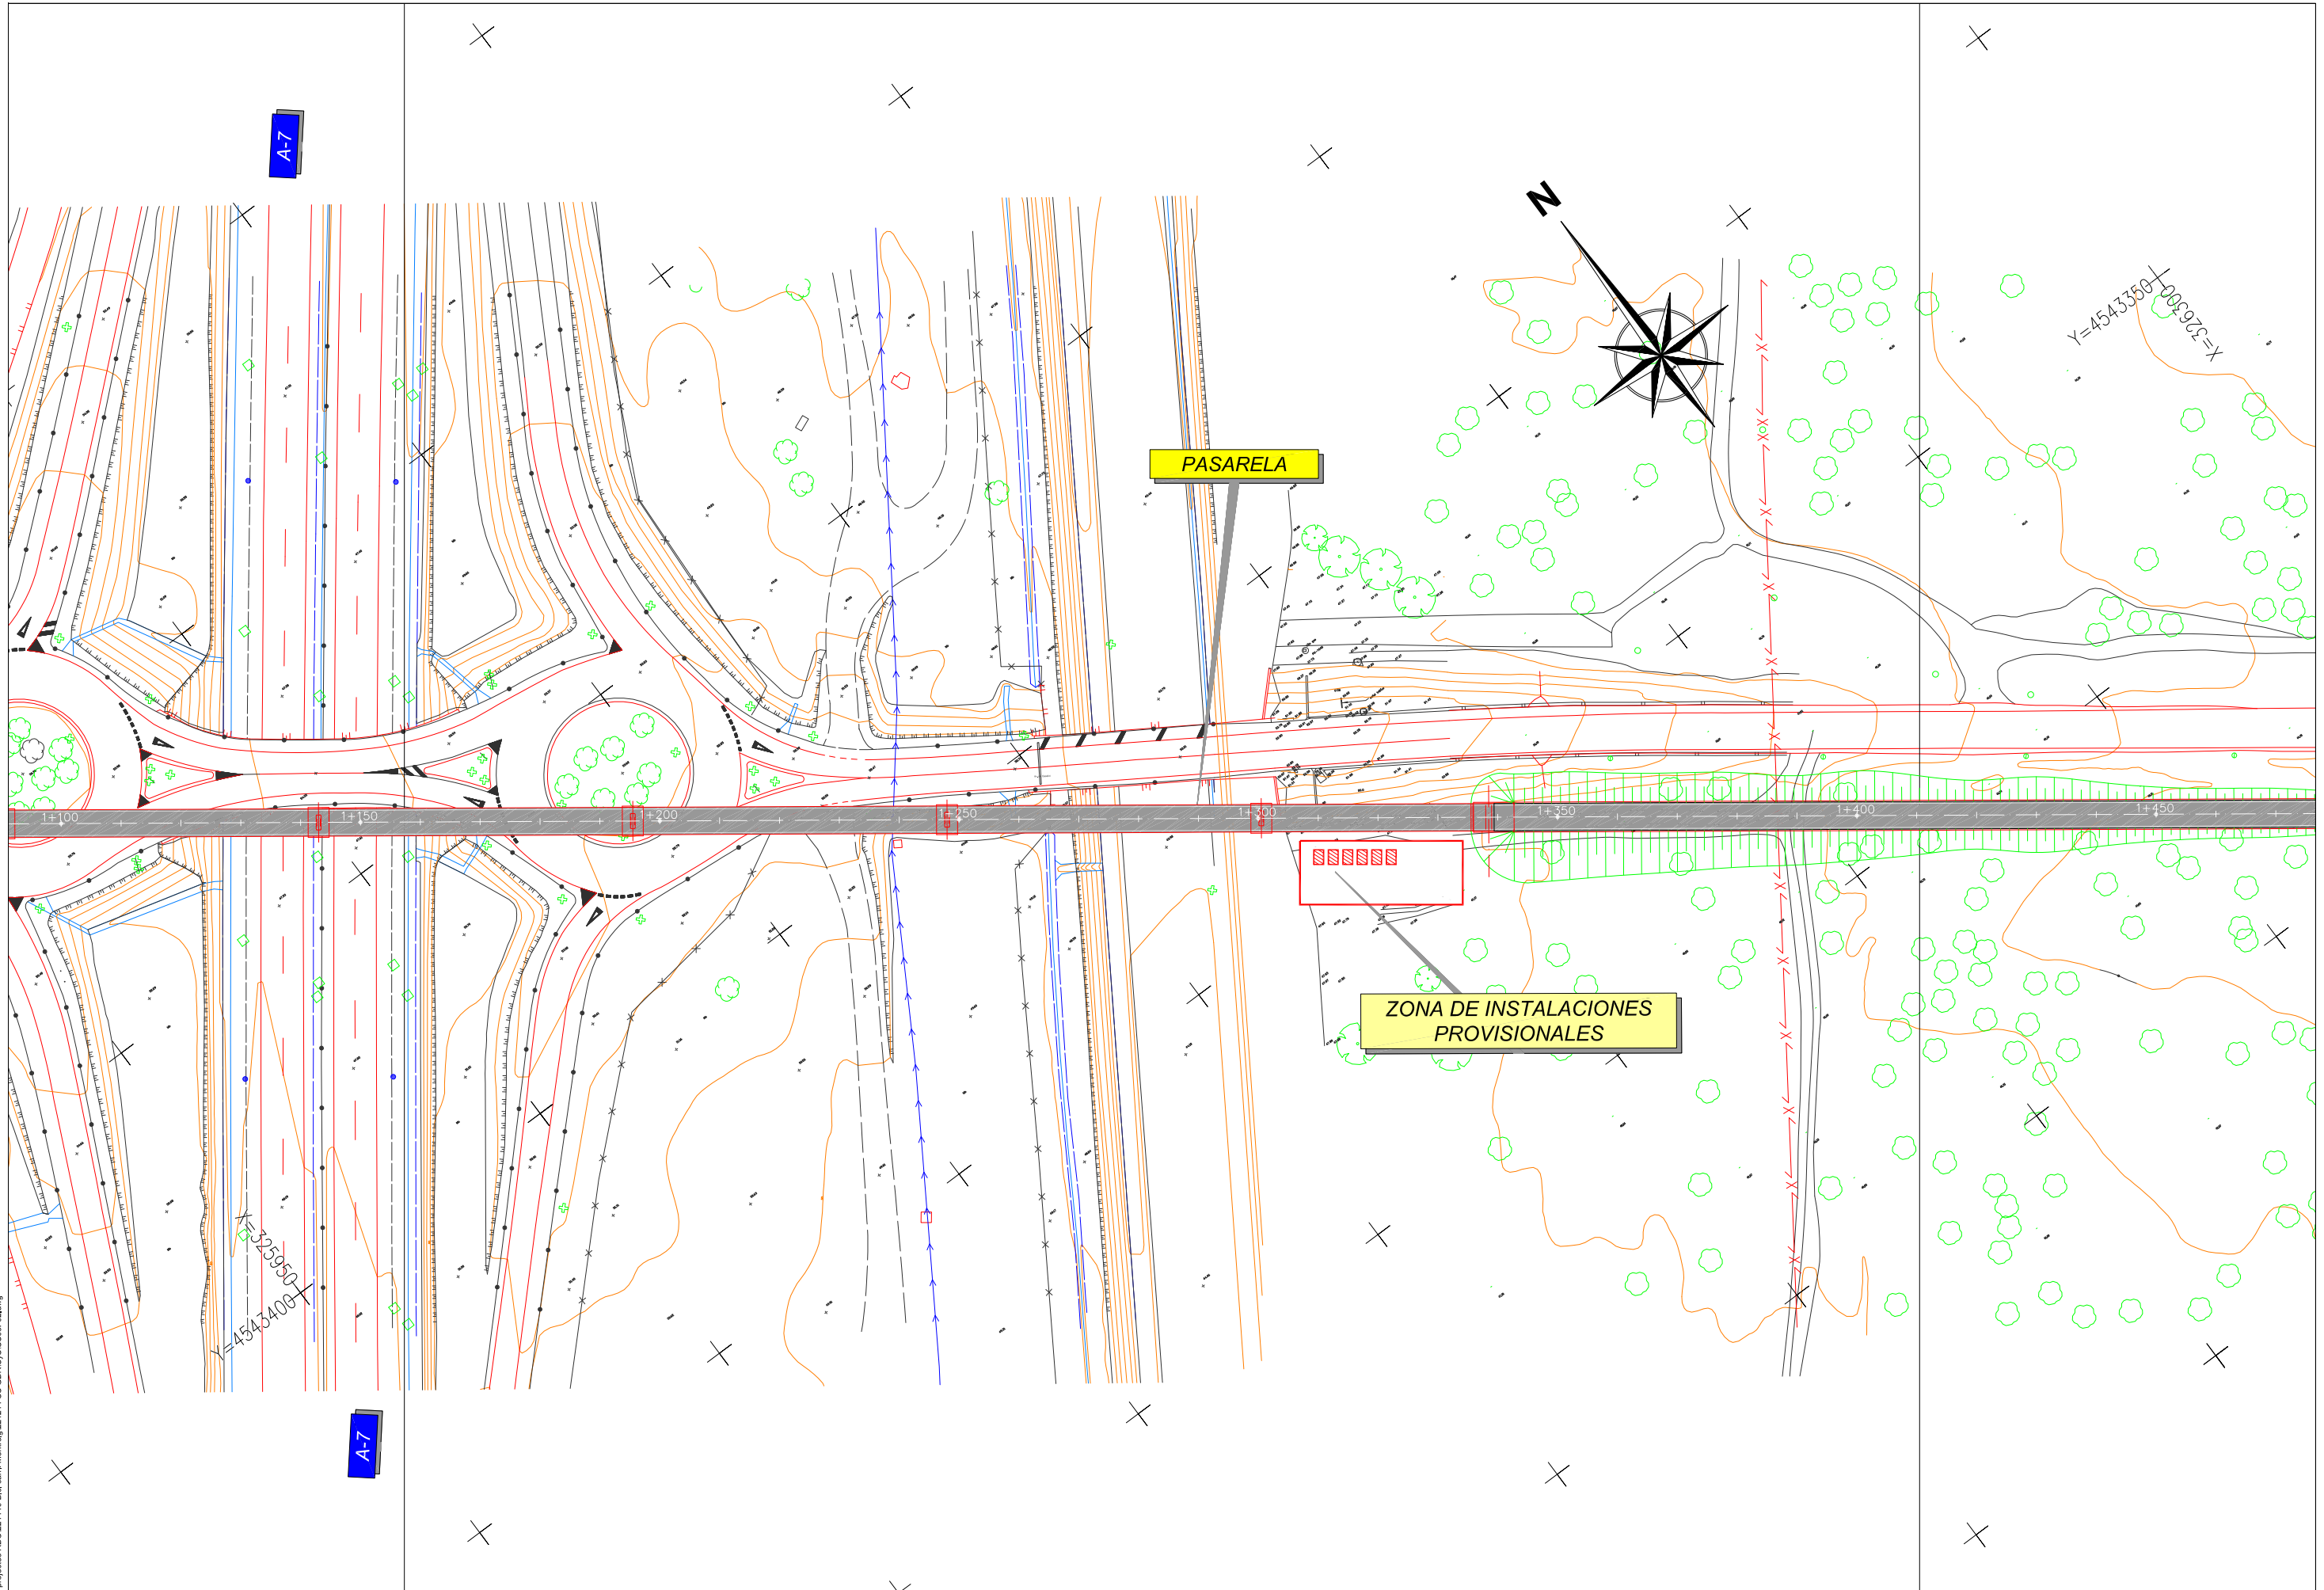 A-7
N
Y=4543350
X=326300
PASARELA
1+100
1+150
1+200
1+250
1+300
1+350
1+400
1+450
ZONA DE INSTALACIONES
PROVISIONALES
X=325950
Y=4543400
A-7